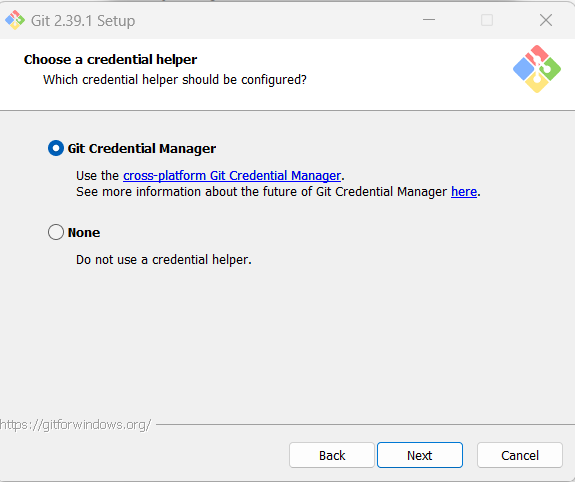 Git 2.39.1 Setup
Choose a credential helper
Which credential helper should be configured?
Git Credential Manager
Use the cross-platform Git Credential Manager.
See more information about the future of Git Credential Manager here.
None
Do not use a credential helper.
https://gitforwindows.org/
Back Next Cancel